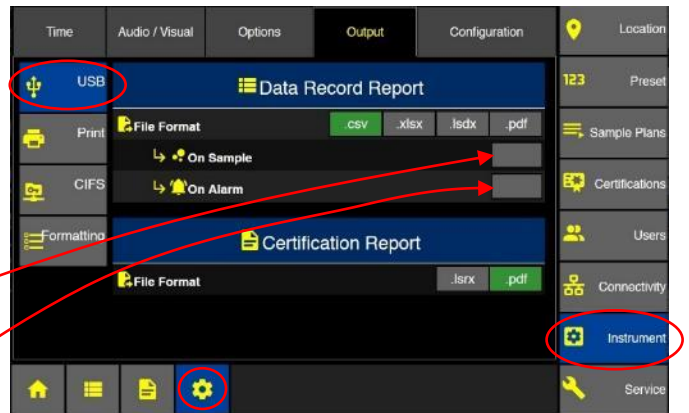 Time Audio / Visual Options Output Configuration
Location
USB
Data Record Report
123 Preset
Print
File Format .csv .xlsx .lsdx .pdf
Sample Plans
On Sample
CIFS
On Alarm
Certifications
Formatting
Certification Report
Users
File Format .lsrx .pdf
Connectivity
Instrument
Service